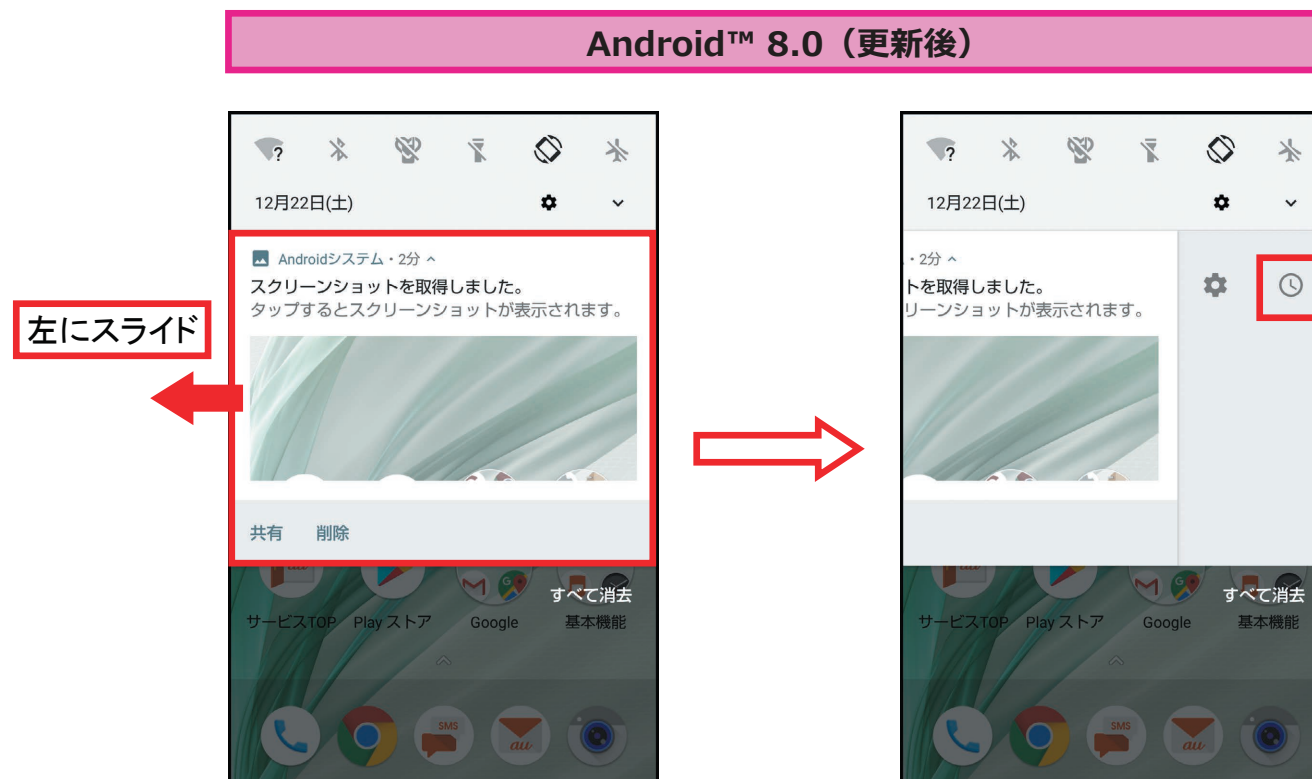 Android™ 8.0（更新後）
?
12月22日(土)
Androidシステム・2分
スクリーンショットを取得しました。
タップするとスクリーンショットが表示されます。
共有 削除
すべて消去
サービスTOP Play ストア Google 基本機能
SMS
au
左にスライド
?
12月22日(土)
・2分
トを取得しました。
リーンショットが表示されます。
すべて消去
サービスTOP Play ストア Google 基本機能
SMS
au